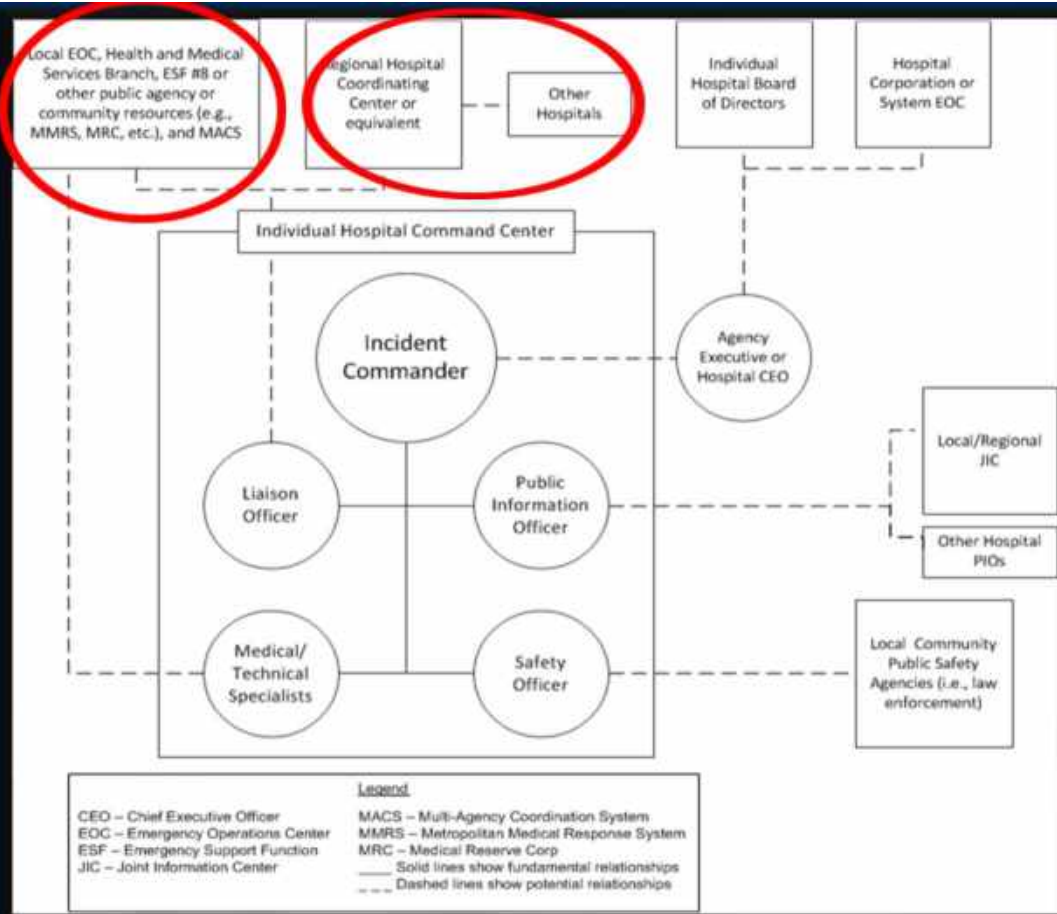 Local EOC, Health and Medical
Services Branch, ESF #8 or
other public agency or
community resources (e.g.,
MMRS, MRC, etc.), and MACS
Regional Hospital
Coordinating
Center or
equivalent
Other
Hospitals
Individual
Hospital Board
of Directors
Hospital
Corporation or
System EOC
Individual Hospital Command Center
Incident
Commander
Agency
Executive or
Hospital CEO
Liaison
Officer
Public
Information
Officer
Local/Regional
JIC
Other Hospital
PIOs
Medical/
Technical
Specialists
Safety
Officer
Local Community
Public Safety
Agencies (i.e., law
enforcement)
Legend
CEO – Chief Executive Officer
EOC – Emergency Operations Center
ESF – Emergency Support Function
JIC – Joint Information Center
MACS – Multi-Agency Coordination System
MMRS – Metropolitan Medical Response System
MRC – Medical Reserve Corp
____ Solid lines show fundamental relationships
_ _ _ Dashed lines show potential relationships